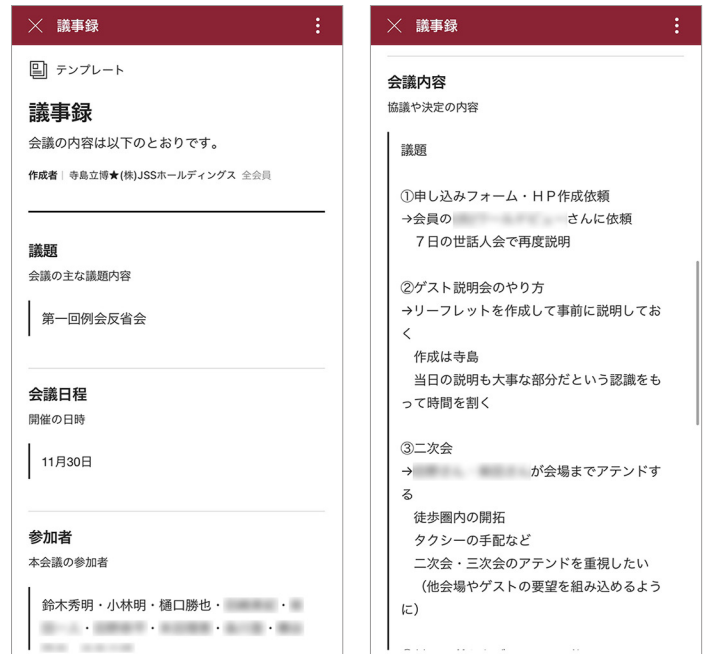 議事録
テンプレート
議事録
会議の内容は以下のとおりです。
作成者 | 寺島立博★(株)JSSホールディングス 全会員
議題
会議の主な議題内容
第一回例会反省会
会議日程
開催の日時
11月30日
参加者
本会議の参加者
鈴木秀明・小林明・樋口勝也・
議事録
会議内容
協議や決定の内容
議題
①申し込みフォーム・ＨＰ作成依頼
→会員の さんに依頼
７日の世話人会で再度説明
②ゲスト説明会のやり方
→リーフレットを作成して事前に説明してお
く
作成は寺島
当日の説明も大事な部分だという認識をも
って時間を割く
③二次会
→ が会場までアテンドす
る
徒歩圏内の開拓
タクシーの手配など
二次会・三次会のアテンドを重視したい
（他会場やゲストの要望を組み込めるよう
に）